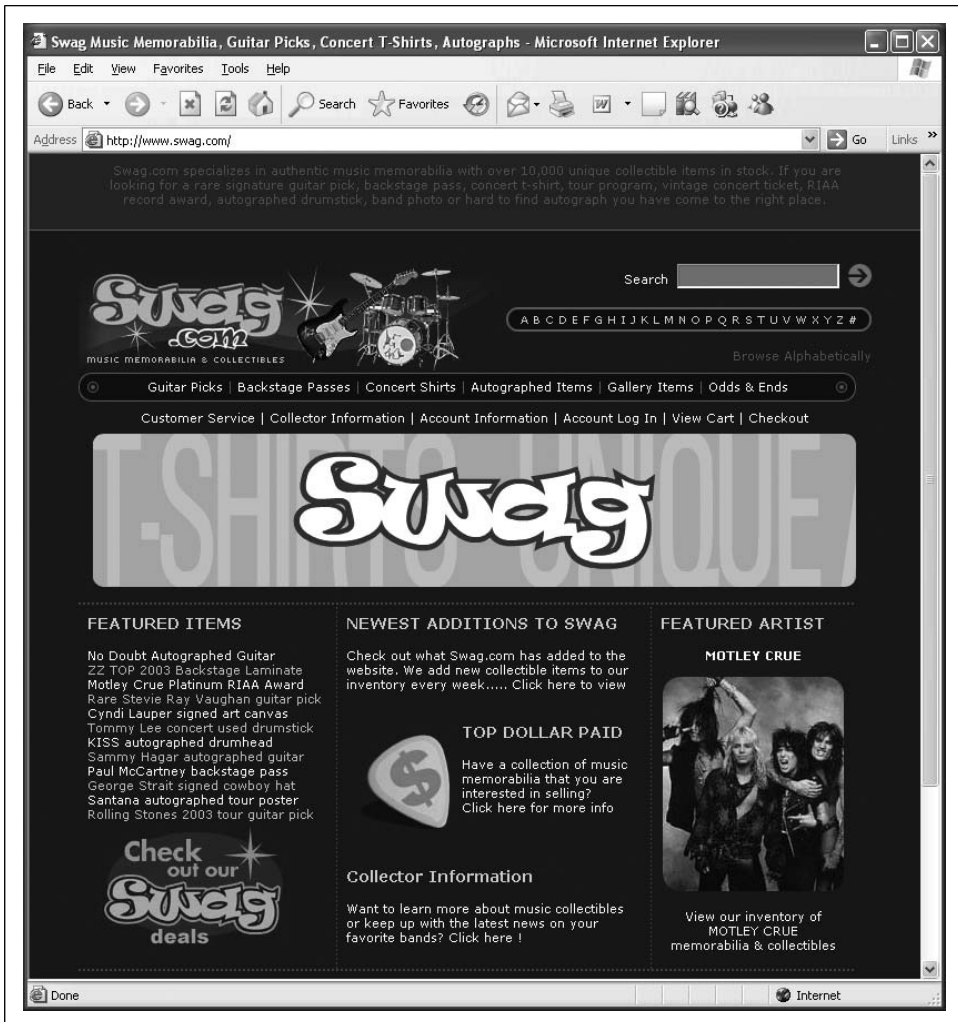 Swag Music Memorabilia, Guitar Picks, Concert T-Shirts, Autographs - Microsoft Internet Explorer
File Edit View Favorites Tools Help
Back Search Favorites
Address http://www.swag.com/ Go Links »
Swag.com specializes in authentic music memorabilia with over 10,000 unique collectible items in stock. If you are
looking for a rare signature guitar pick, backstage pass, concert t-shirt, tour program, vintage concert ticket, RIAA
record award, autographed drumstick, band photo or hard to find autograph you have come to the right place.
Swag
.com
MUSIC MEMORABILIA & COLLECTIBLES
Search
A B C D E F G H I J K L M N O P Q R S T U V W X Y Z #
Browse Alphabetically
Guitar Picks | Backstage Passes | Concert Shirts | Autographed Items | Gallery Items | Odds & Ends
Customer Service | Collector Information | Account Information | Account Log In | View Cart | Checkout
T-SHIRTS UNIQUE A
Swag
FEATURED ITEMS
No Doubt Autographed Guitar
ZZ TOP 2003 Backstage Laminate
Motley Crue Platinum RIAA Award
Rare Stevie Ray Vaughan guitar pick
Cyndi Lauper signed art canvas
Tommy Lee concert used drumstick
KISS autographed drumhead
Sammy Hagar autographed guitar
Paul McCartney backstage pass
George Strait signed cowboy hat
Santana autographed tour poster
Rolling Stones 2003 tour guitar pick
Check
out our
Swag
deals
NEWEST ADDITIONS TO SWAG
Check out what Swag.com has added to the
website. We add new collectible items to our
inventory every week..... Click here to view
$
TOP DOLLAR PAID
Have a collection of music
memorabilia that you are
interested in selling?
Click here for more info
Collector Information
Want to learn more about music collectibles
or keep up with the latest news on your
favorite bands? Click here !
FEATURED ARTIST
MOTLEY CRUE
View our inventory of
MOTLEY CRUE
memorabilia & collectibles
Done Internet